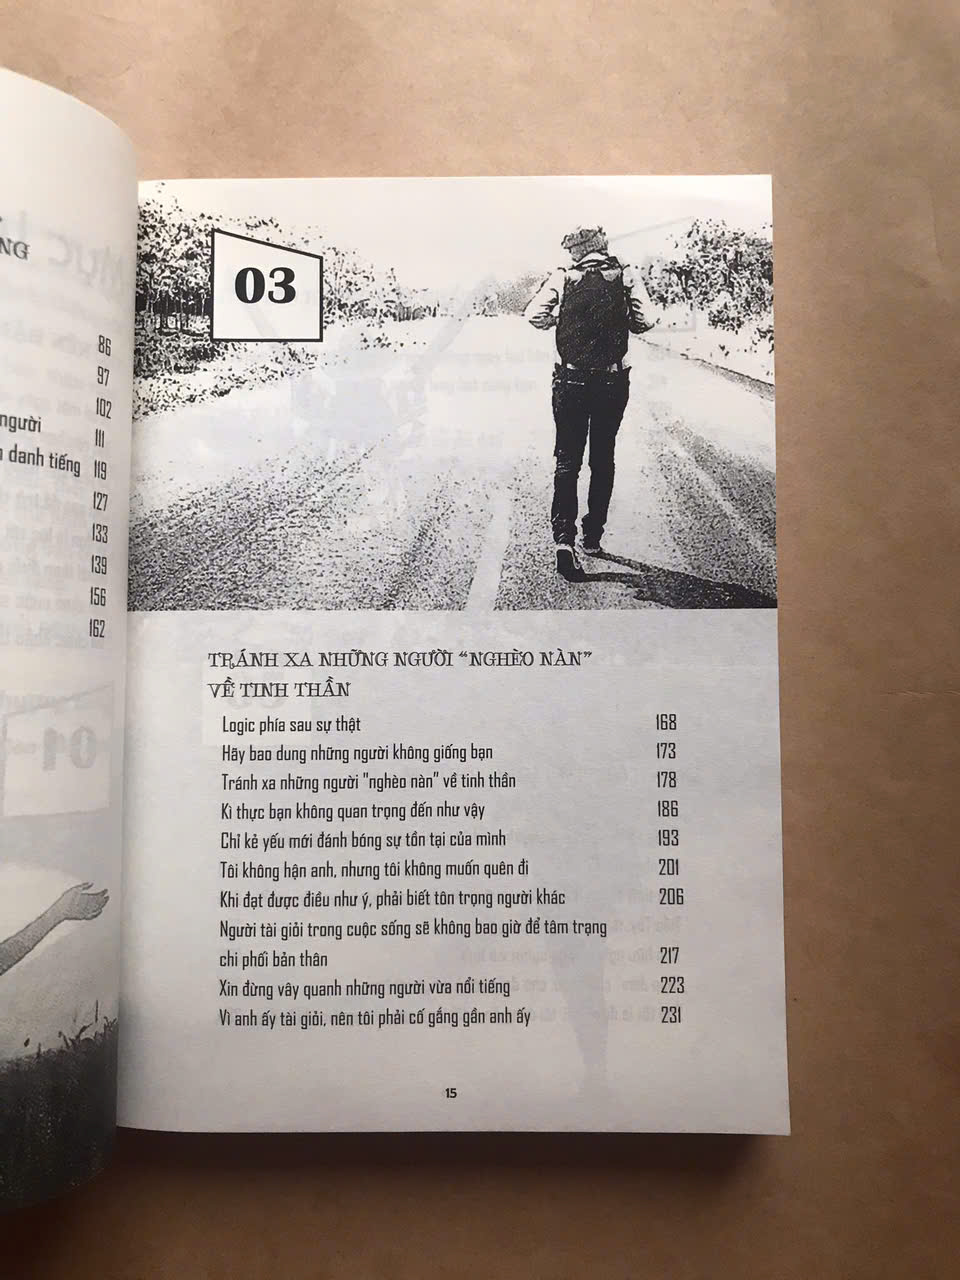 NG
86
97
102
người 111
danh tiếng 119
127
133
139
156
162
03
TRÁNH XA NHỮNG NGƯỜI “NGHÈO NÀN”
VỀ TINH THẦN
Logic phía sau sự thật 168
Hãy bao dung những người không giống bạn 173
Tránh xa những người "nghèo nàn" về tinh thần 178
Kì thực bạn không quan trọng đến như vậy 186
Chỉ kẻ yếu mới đánh bóng sự tồn tại của mình 193
Tôi không hận anh, nhưng tôi không muốn quên đi 201
Khi đạt được điều như ý, phải biết tôn trọng người khác 206
Người tài giỏi trong cuộc sống sẽ không bao giờ để tâm trạng
chi phối bản thân 217
Xin đừng vây quanh những người vừa nổi tiếng 223
Vì anh ấy tài giỏi, nên tôi phải cố gắng gần anh ấy 231
15